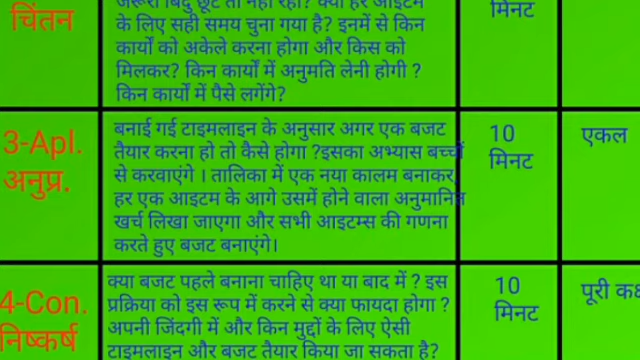 चिंतन
जरूरी बिंदु छूट तो नहीं रहा? क्या हर आइटम
के लिए सही समय चुना गया है? इनमें से किन
कार्यों को अकेले करना होगा और किस को
मिलकर? किन कार्यों में अनुमति लेनी होगी ?
किन कार्यों में पैसे लगेंगे?
मिनट
3-Apl.
अनुप्र.
बनाई गई टाइमलाइन के अनुसार अगर एक बजट
तैयार करना हो तो कैसे होगा ?इसका अभ्यास बच्चों
से करवाएंगे । तालिका में एक नया कालम बनाकर
हर एक आइटम के आगे उसमें होने वाला अनुमानित
खर्च लिखा जाएगा और सभी आइटम्स की गणना
करते हुए बजट बनाएंगे।
10
मिनट
एकल
4-Con.
निष्कर्ष
क्या बजट पहले बनाना चाहिए था या बाद में ? इस
प्रक्रिया को इस रूप में करने से क्या फायदा होगा ?
अपनी जिंदगी में और किन मुद्दों के लिए ऐसी
टाइमलाइन और बजट तैयार किया जा सकता है?
10
मिनट
पूरी